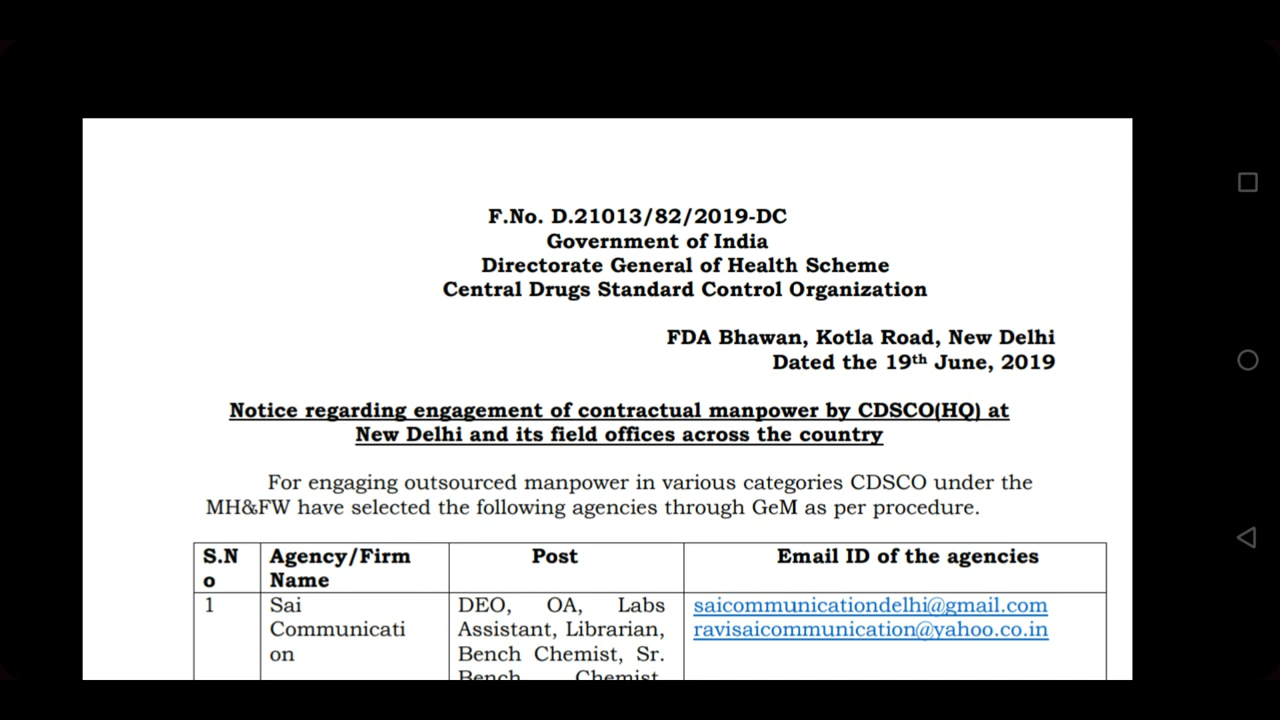 F.No. D.21013/82/2019-DC
Government of India
Directorate General of Health Scheme
Central Drugs Standard Control Organization
FDA Bhawan, Kotla Road, New Delhi
Dated the 19th June, 2019
Notice regarding engagement of contractual manpower by CDSCO(HQ) at
New Delhi and its field offices across the country
For engaging outsourced manpower in various categories CDSCO under the
MH&FW have selected the following agencies through GeM as per procedure.
S.N
o
Agency/Firm
Name
Post
Email ID of the agencies
1
Sai
Communicati
on
DEO, OA, Labs
Assistant, Librarian,
Bench Chemist, Sr.
Bench Chemist,
saicommunicationdelhi@gmail.com
ravisaicommunication@yahoo.co.in